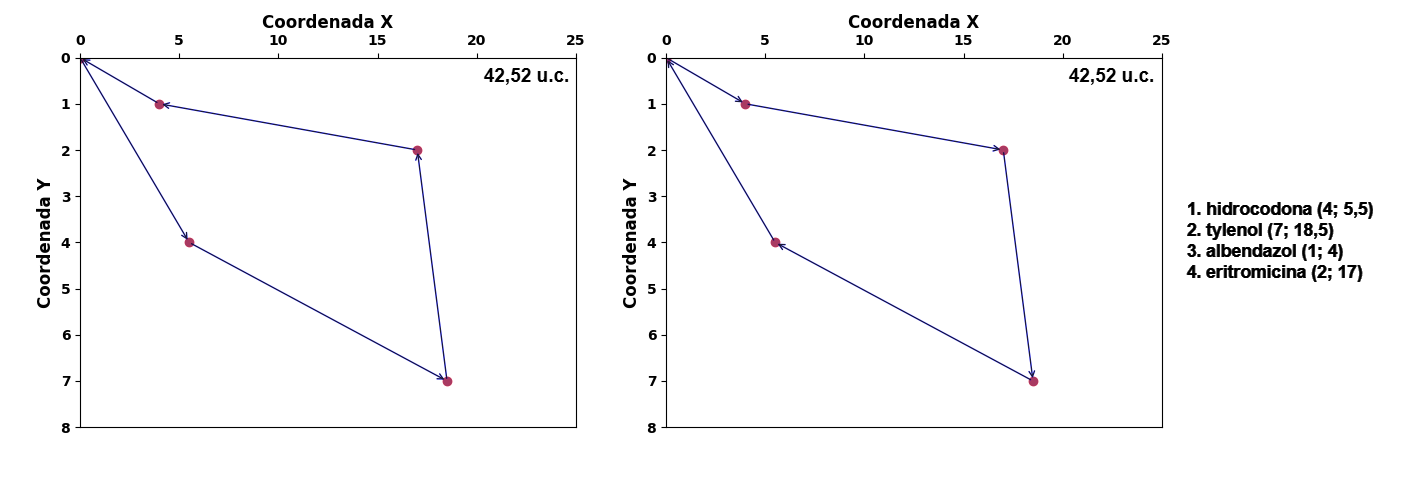 Coordenada X
0 5 10 15 20 25
42,52 u.c.
Coordenada Y
0
1
2
3
4
5
6
7
8
Coordenada X
0 5 10 15 20 25
42,52 u.c.
Coordenada Y
0
1
2
3
4
5
6
7
8
1. hidrocodona (4; 5,5)
2. tylenol (7; 18,5)
3. albendazol (1; 4)
4. eritromicina (2; 17)